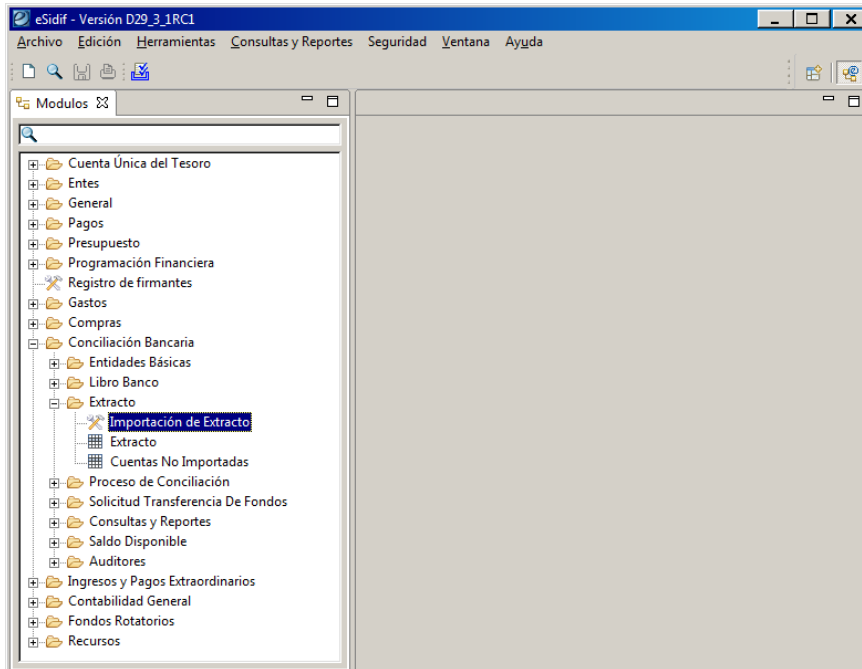 eSidif - Versión D29_3_1RC1
Archivo Edición Herramientas Consultas y Reportes Seguridad Ventana Ayuda
Modulos
Cuenta Única del Tesoro
Entes
General
Pagos
Presupuesto
Programación Financiera
Registro de firmantes
Gastos
Compras
Conciliación Bancaria
Entidades Básicas
Libro Banco
Extracto
Importación de Extracto
Extracto
Cuentas No Importadas
Proceso de Conciliación
Solicitud Transferencia De Fondos
Consultas y Reportes
Saldo Disponible
Auditores
Ingresos y Pagos Extraordinarios
Contabilidad General
Fondos Rotatorios
Recursos